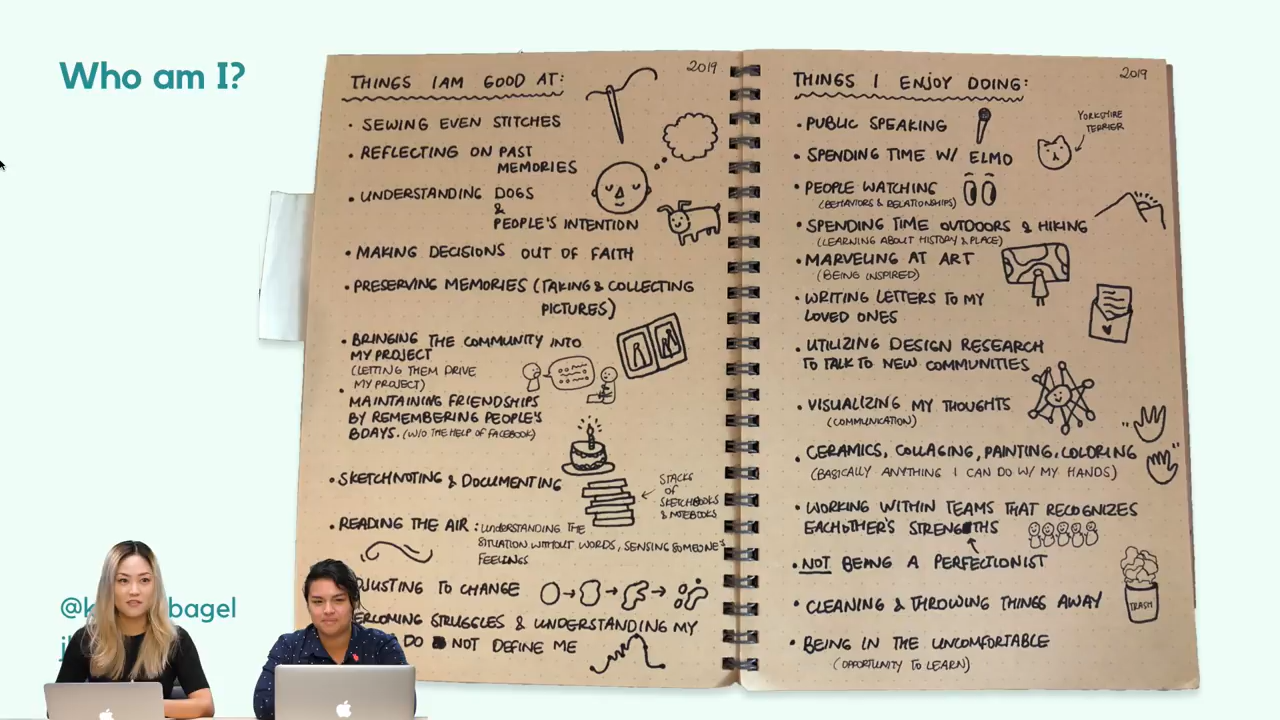 Who am I?
2019
THINGS I AM GOOD AT:
• SEWING EVEN STITCHES
• REFLECTING ON PAST
MEMORIES
• UNDERSTANDING DOGS
&
PEOPLE'S INTENTION
• MAKING DECISIONS OUT OF FAITH
• PRESERVING MEMORIES (TAKING & COLLECTING
PICTURES)
• BRINGING THE COMMUNITY INTO
MY PROJECT
(LETTING THEM DRIVE
MY PROJECT)
• MAINTAINING FRIENDSHIPS
BY REMEMBERING PEOPLE'S
BDAYS. (W/O THE HELP OF FACEBOOK)
• SKETCHNOTING & DOCUMENTING
STACKS
OF
SKETCHBOOKS
& NOTEBOOKS
• READING THE AIR: UNDERSTANDING THE
SITUATION WITHOUT WORDS, SENSING SOMEONE'S
FEELINGS
TO CHANGE
STRUGGLES & UNDERSTANDING MY
DO NOT DEFINE ME
2019
THINGS I ENJOY DOING:
• PUBLIC SPEAKING
YORKSHIRE
TERRIER
• SPENDING TIME W/ ELMO
• PEOPLE WATCHING
(BEHAVIORS & RELATIONSHIPS)
• SPENDING TIME OUTDOORS & HIKING
(LEARNING ABOUT HISTORY & PLACE)
• MARVELING AT ART
(BEING INSPIRED)
• WRITING LETTERS TO MY
LOVED ONES
• UTILIZING DESIGN RESEARCH
TO TALK TO NEW COMMUNITIES
• VISUALIZING MY THOUGHTS
(COMMUNICATION)
• CERAMICS, COLLAGING, PAINTING, COLORING
(BASICALLY ANYTHING I CAN DO W/ MY HANDS)
• WORKING WITHIN TEAMS THAT RECOGNIZES
EACHOTHER'S STRENGTHS
• NOT BEING A PERFECTIONIST
• CLEANING & THROWING THINGS AWAY
TRASH
• BEING IN THE UNCOMFORTABLE
(OPPORTUNITY TO LEARN)